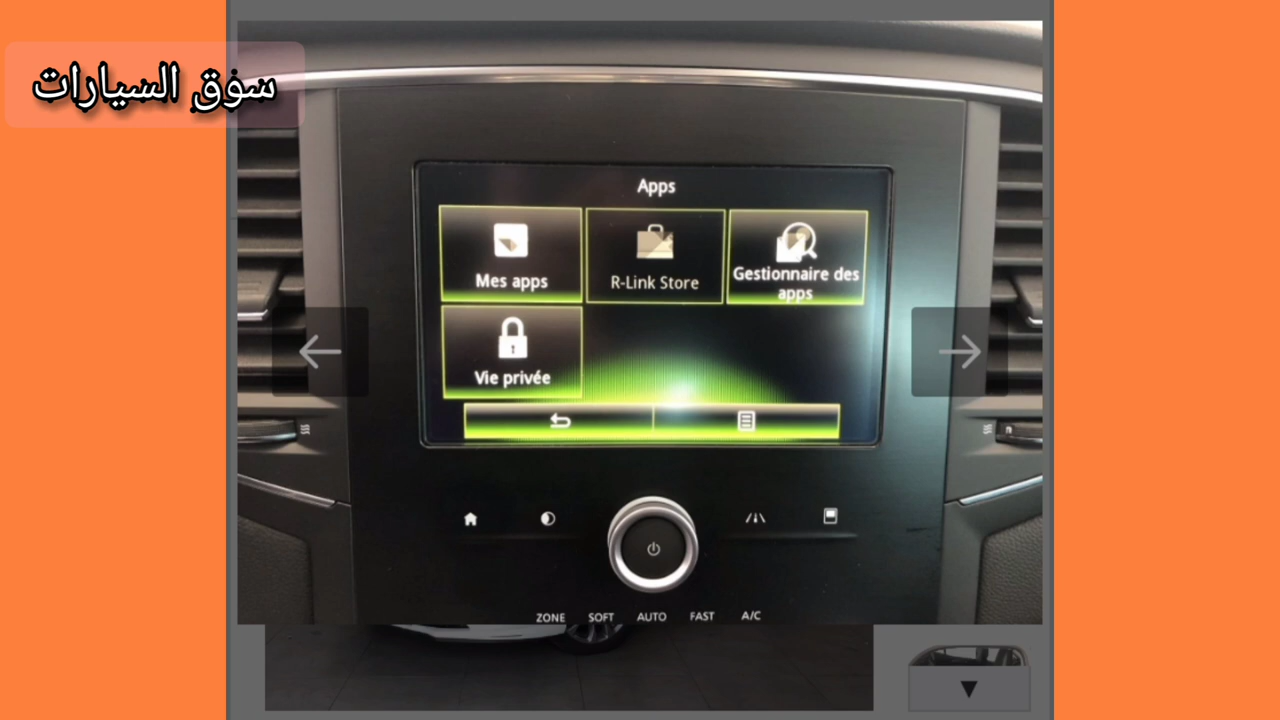 سوق السيارات
Apps
Mes apps
R-Link Store
Gestionnaire des
apps
Vie privée
ZONE SOFT AUTO FAST A/C